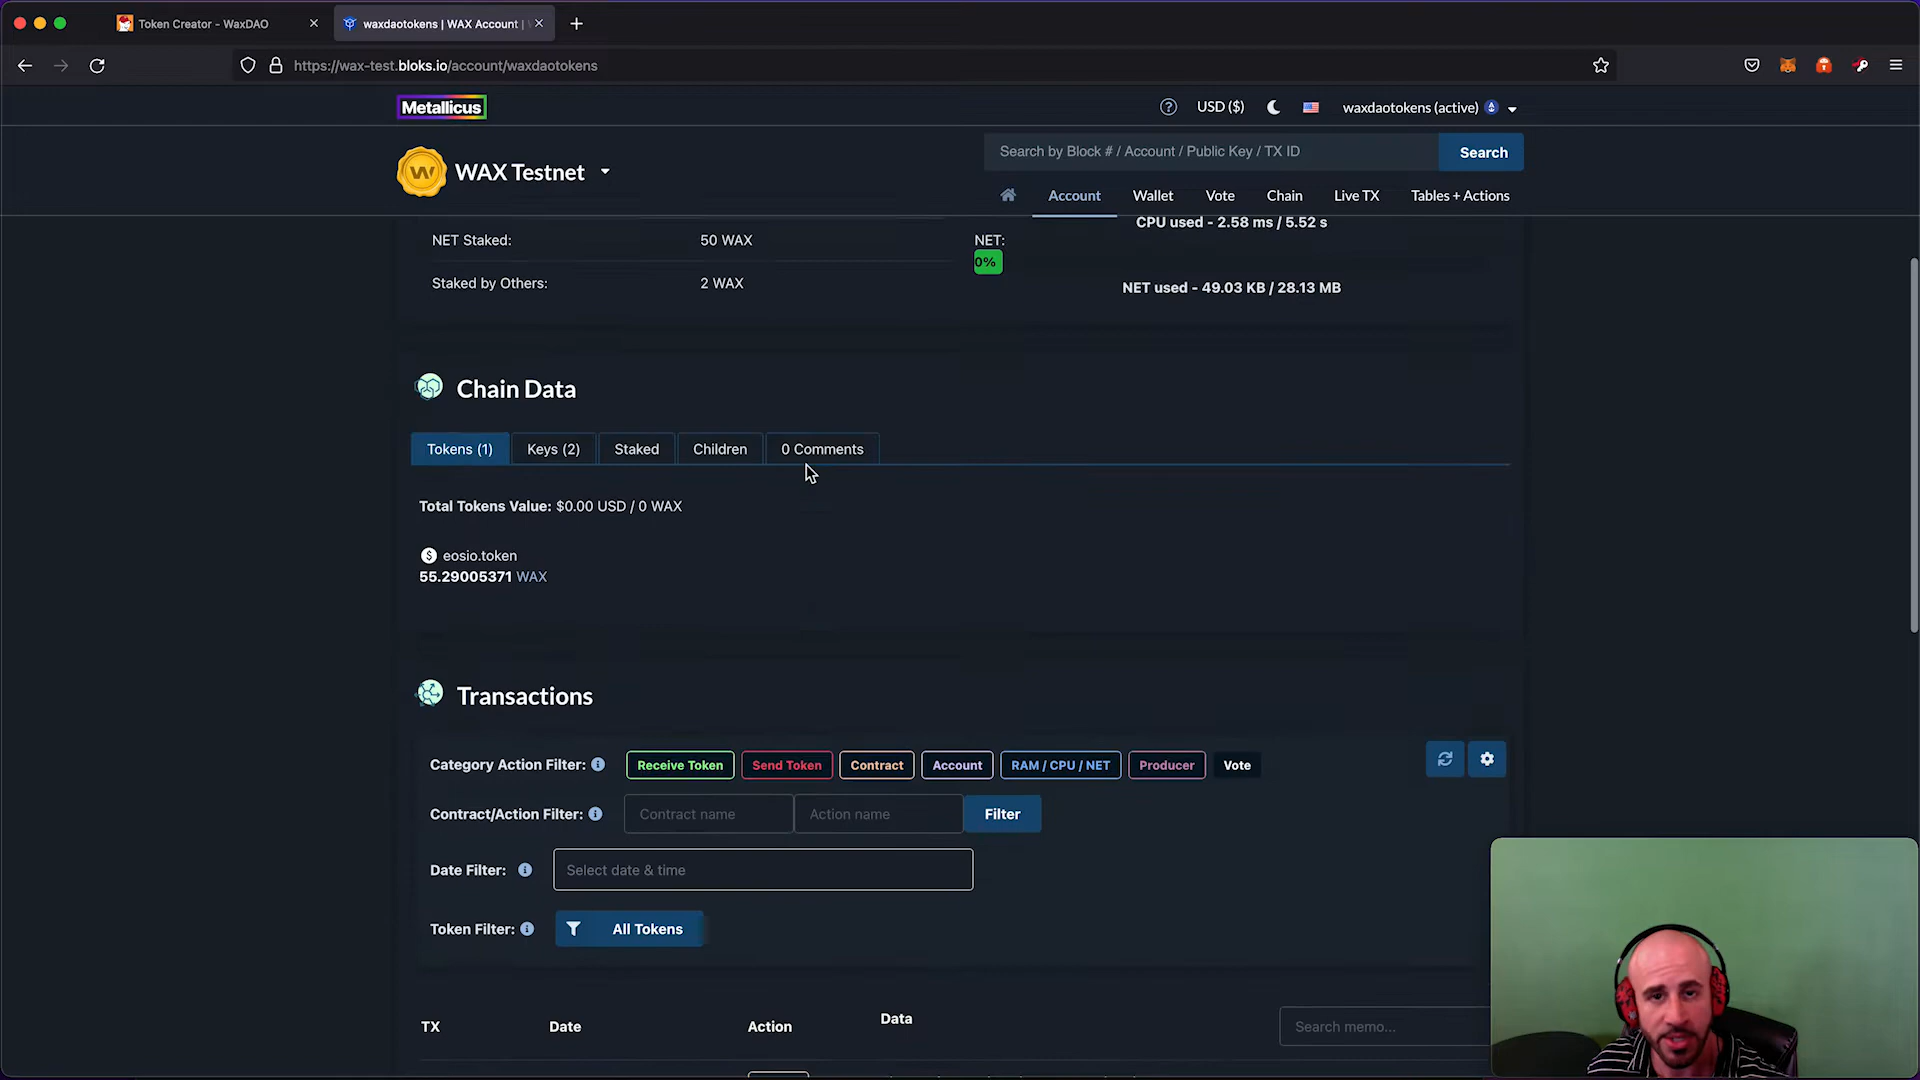 Token Creator - WaxDAO
waxdaotokens | WAX Account |
https://wax-test.bloks.io/account/waxdaotokens
Metallicus
USD ($)
waxdaotokens (active)
WAX Testnet
Search by Block # / Account / Public Key / TX ID
Search
Account
Wallet
Vote
Chain
Live TX
Tables + Actions
CPU used - 2.58 ms / 5.52 s
NET Staked:
50 WAX
NET:
0%
Staked by Others:
2 WAX
NET used - 49.03 KB / 28.13 MB
Chain Data
Tokens (1)
Keys (2)
Staked
Children
0 Comments
Total Tokens Value: $0.00 USD / 0 WAX
eosio.token
55.29005371 WAX
Transactions
Category Action Filter:
Receive Token
Send Token
Contract
Account
RAM / CPU / NET
Producer
Vote
Contract/Action Filter:
Contract name
Action name
Filter
Date Filter:
Select date & time
Token Filter:
All Tokens
TX
Date
Action
Data
Search memo...